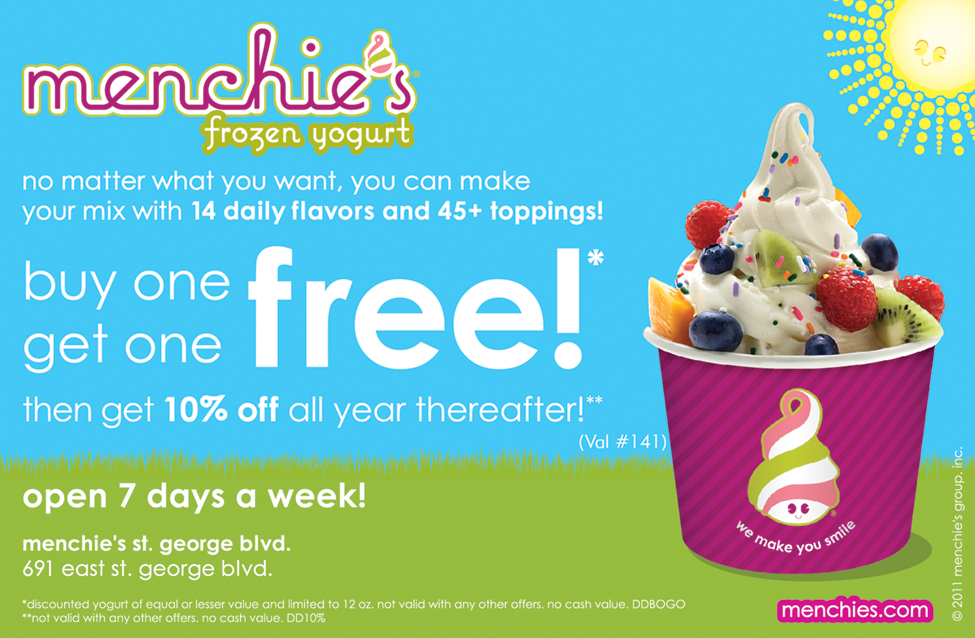 menchie's®
frozen yogurt
no matter what you want, you can make
your mix with 14 daily flavors and 45+ toppings!
buy one
get one
free!*
then get 10% off all year thereafter!**
(Val #141)
open 7 days a week!
menchie's st. george blvd.
691 east st. george blvd.
*discounted yogurt of equal or lesser value and limited to 12 oz. not valid with any other offers. no cash value. DDBOGO
**not valid with any other offers. no cash value. DD10%
we make you smile
menchies.com
© 2011 menchie's group, inc.